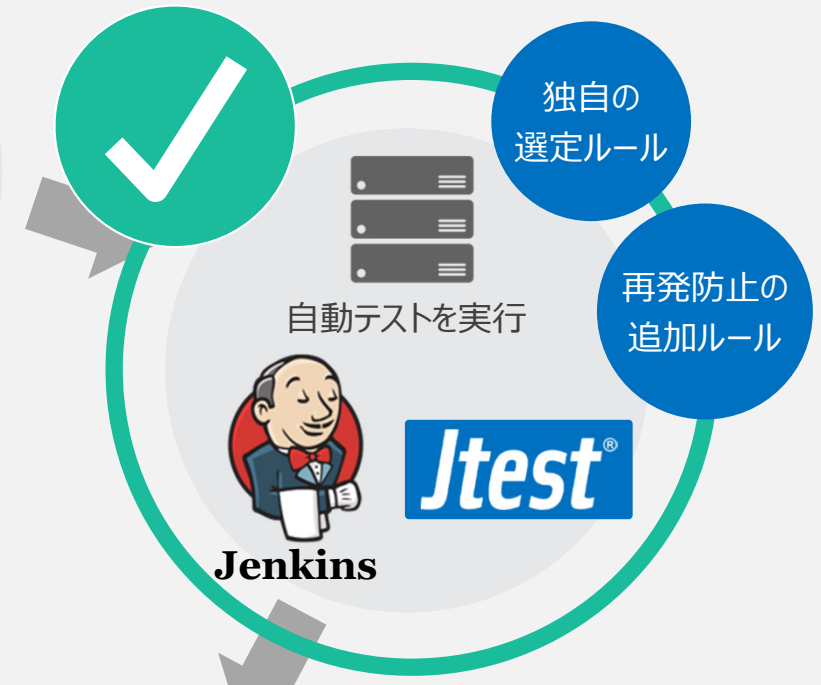 独自の
選定ルール
再発防止の
追加ルール
自動テストを実行
Jtest®
Jenkins